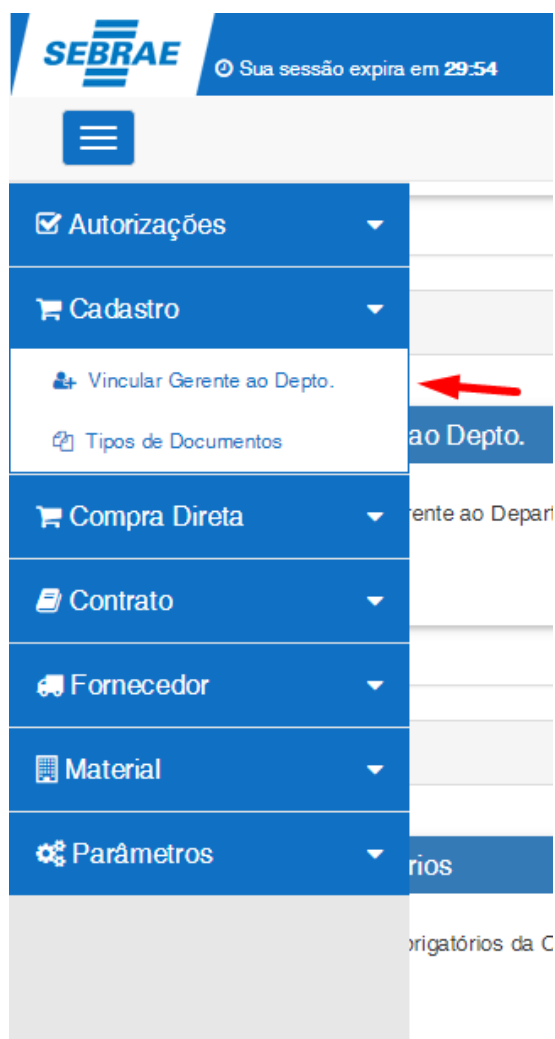 SEBRAE
Sua sessão expira em 29:54
Autorizações
Cadastro
Vincular Gerente ao Depto.
Tipos de Documentos
ao Depto.
Compra Direta
rente ao Depart
Contrato
Fornecedor
Material
Parâmetros
rios
origatórios da C